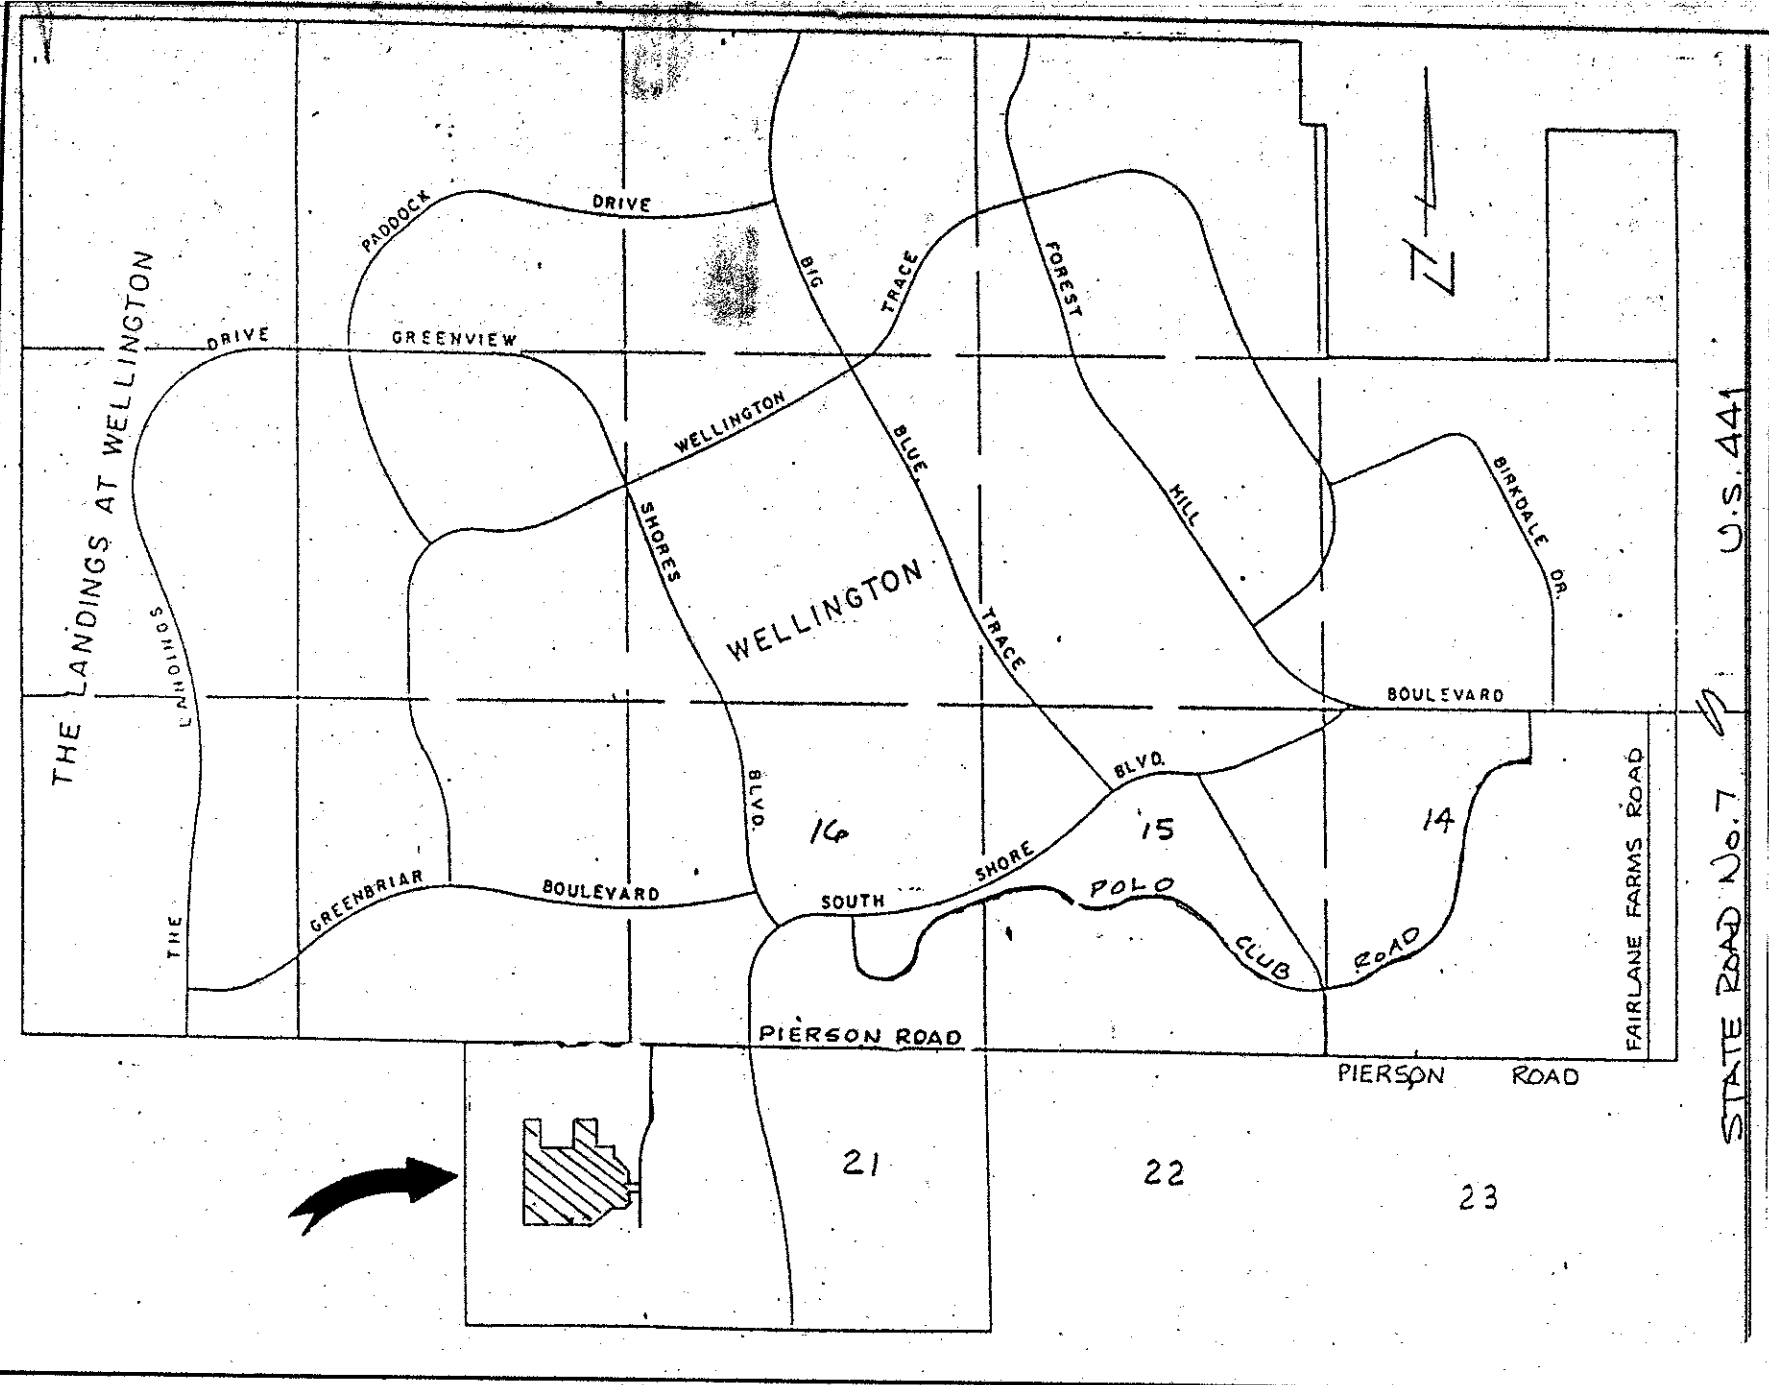 THE LANDINGS AT WELLINGTON
PADDOCK DRIVE
THE LANDINGS DRIVE
GREENVIEW SHORES BLVD.
BIG BLUE TRACE
WELLINGTON TRACE
FOREST HILL BOULEVARD
N
BIRKDALE DR.
WELLINGTON
U.S. 441
STATE ROAD No. 7
GREENBRIAR BOULEVARD
SOUTH SHORE BLVD.
16
15
14
POLO CLUB ROAD
FAIRLANE FARMS ROAD
PIERSON ROAD
PIERSON ROAD
21
22
23